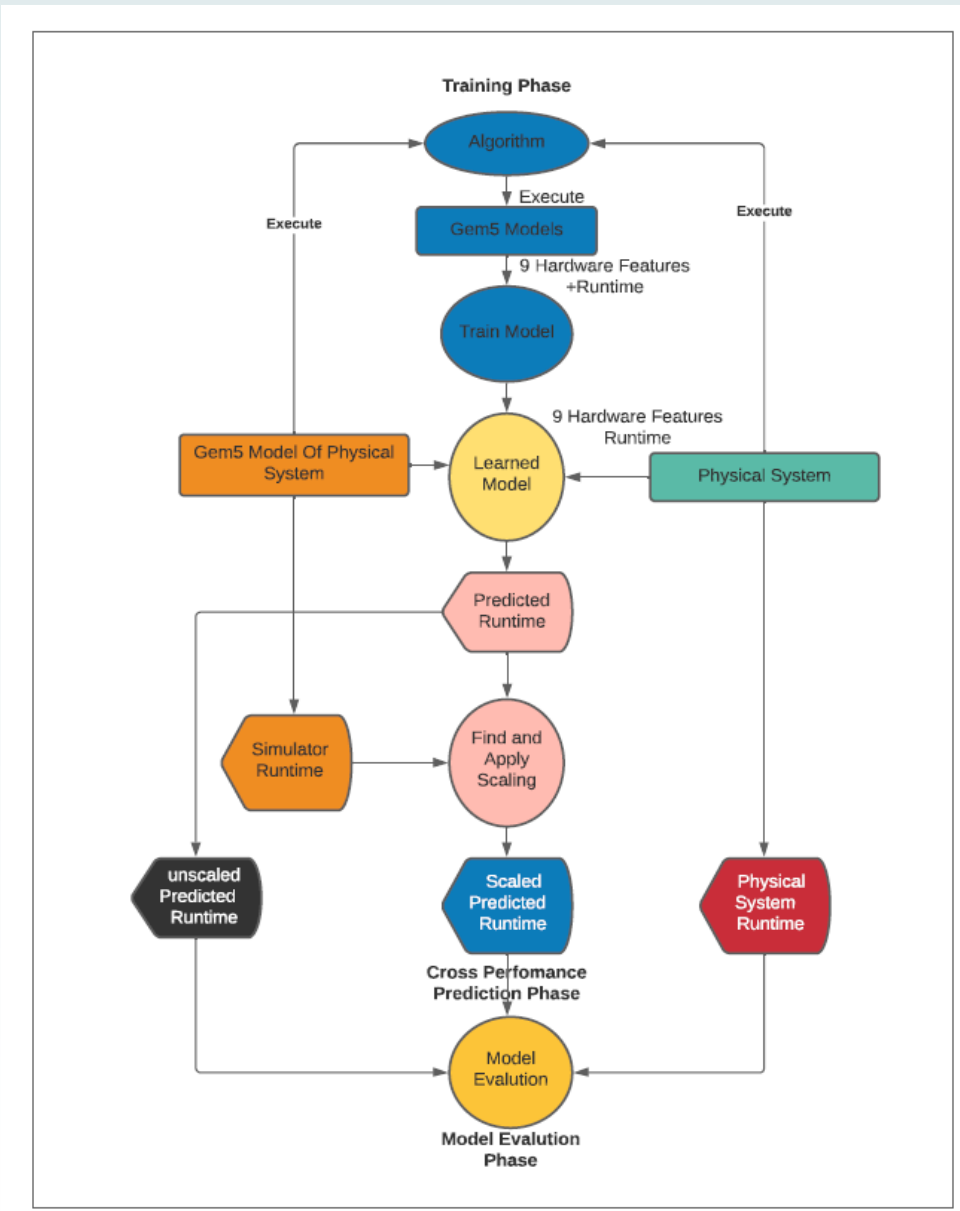 Training Phase
Algorithm
Execute
Execute
Execute
Gem5 Models
9 Hardware Features
+Runtime
Train Model
9 Hardware Features
Runtime
Gem5 Model Of Physical
System
Learned
Model
Physical System
Predicted
Runtime
Simulator
Runtime
Find and
Apply
Scaling
unscaled
Predicted
Runtime
Scaled
Predicted
Runtime
Physical
System
Runtime
Cross Perfomance
Prediction Phase
Model
Evalution
Model Evalution
Phase